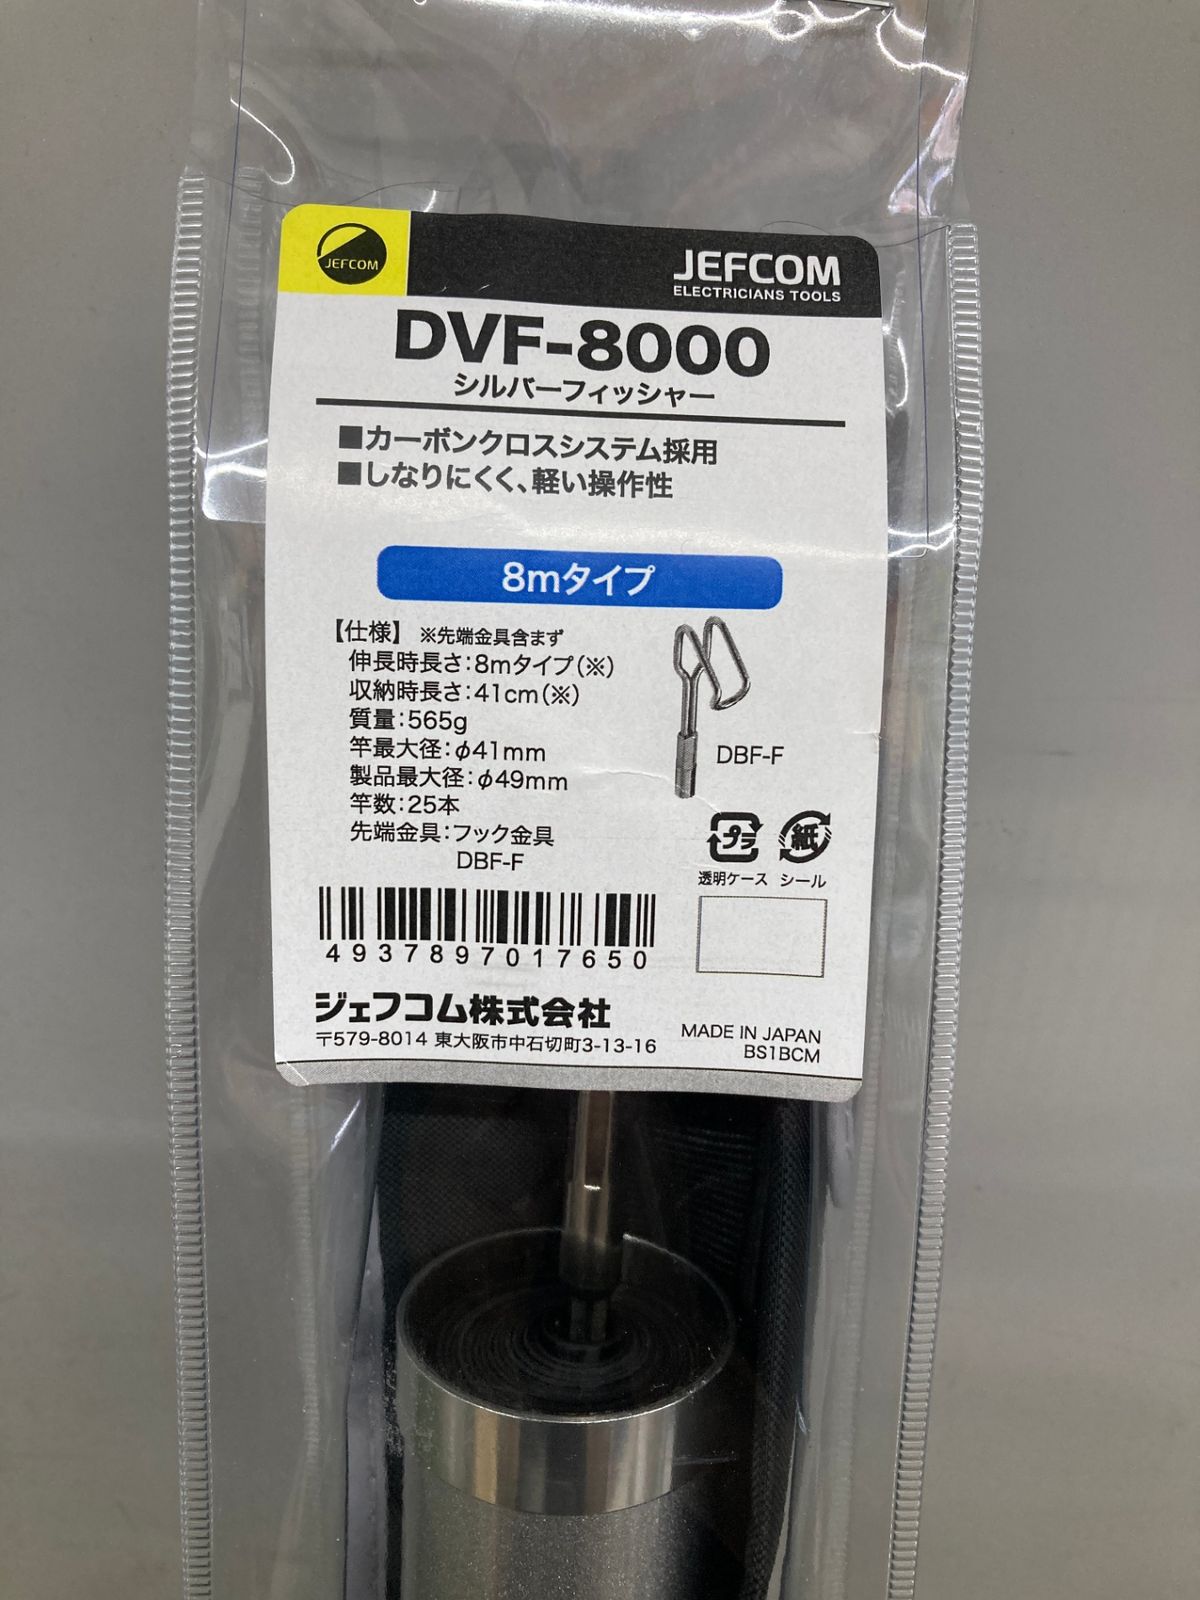 JEFCOM
JEFCOM
ELECTRICIANS TOOLS
DVF-8000
シルバーフィッシャー
■カーボンクロスシステム採用
■しなりにくく、軽い操作性
8mタイプ
【仕様】 ※先端金具含まず
伸長時長さ:8mタイプ(※)
収納時長さ:41cm(※)
質量:565g
竿最大径:φ41mm
製品最大径:φ49mm
竿数:25本
先端金具:フック金具
DBF-F
DBF-F
プラ
紙
透明ケース シール
4937897017650
ジェフコム株式会社
〒579-8014 東大阪市中石切町3-13-16
MADE IN JAPAN
BS1BCM